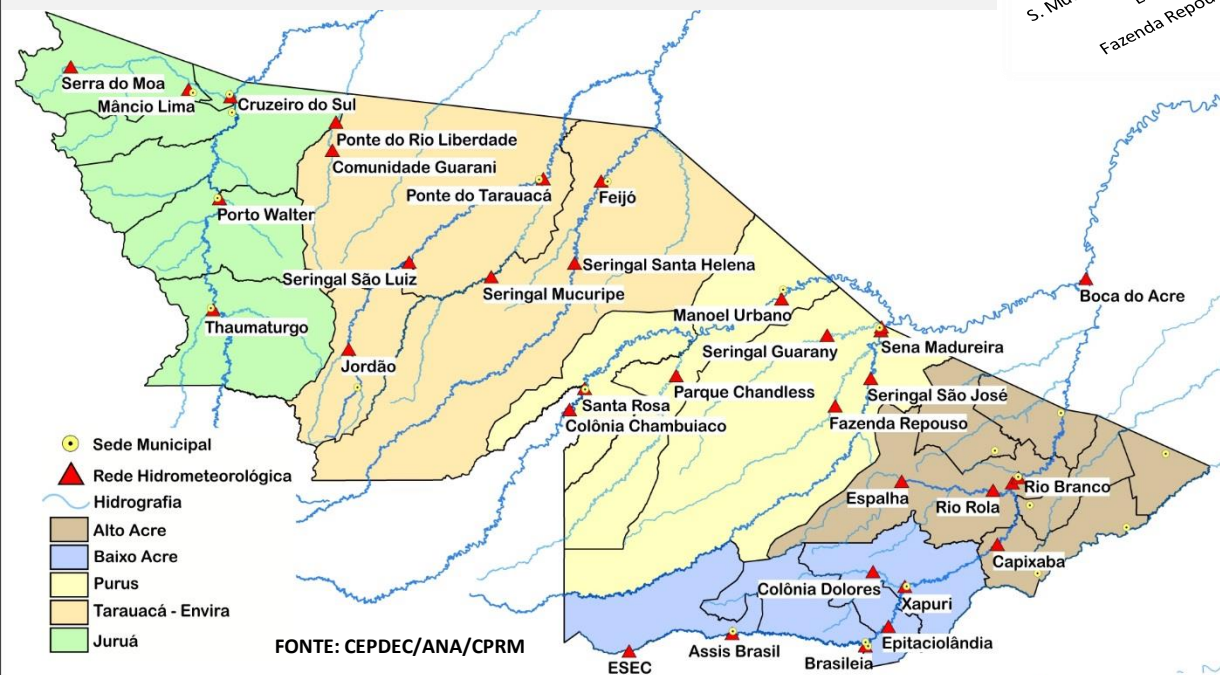 S. Mu
Fazenda Repous
Serra do Moa
Mâncio Lima
Cruzeiro do Sul
Ponte do Rio Liberdade
Comunidade Guarani
Ponte do Tarauacá
Feijó
Porto Walter
Seringal São Luiz
Seringal Santa Helena
Seringal Mucuripe
Thaumaturgo
Manoel Urbano
Boca do Acre
Seringal Guarany
Sena Madureira
Jordão
Parque Chandless
Seringal São José
Santa Rosa
Colônia Chambuiaco
Fazenda Repouso
Espalha
Rio Branco
Rio Rola
Capixaba
Colônia Dolores
Xapuri
Epitaciolândia
Assis Brasil
Brasileia
ESEC
Sede Municipal
Rede Hidrometeorológica
Hidrografia
Alto Acre
Baixo Acre
Purus
Tarauacá - Envira
Juruá
FONTE: CEPDEC/ANA/CPRM